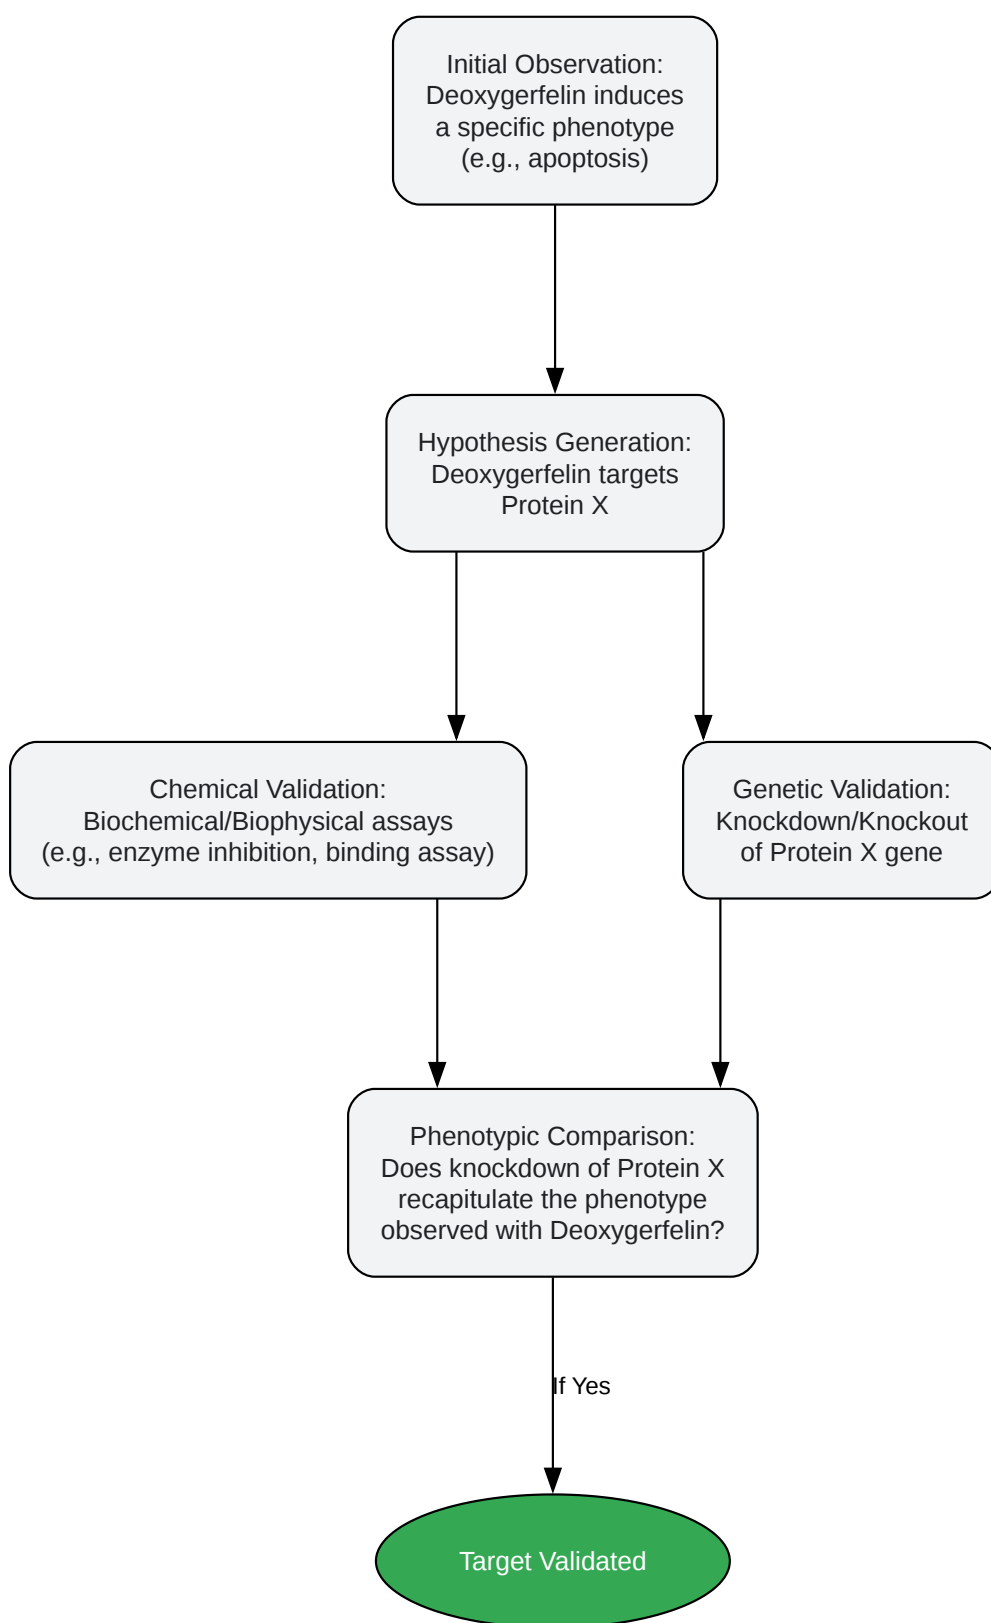 Initial Observation:
Deoxygerfelin induces
a specific phenotype
(e.g., apoptosis)
Hypothesis Generation:
Deoxygerfelin targets
Protein X
Chemical Validation:
Biochemical/Biophysical assays
(e.g., enzyme inhibition, binding assay)
Genetic Validation:
Knockdown/Knockout
of Protein X gene
Phenotypic Comparison:
Does knockdown of Protein X
recapitulate the phenotype
observed with Deoxygerfelin?
If Yes
Target Validated